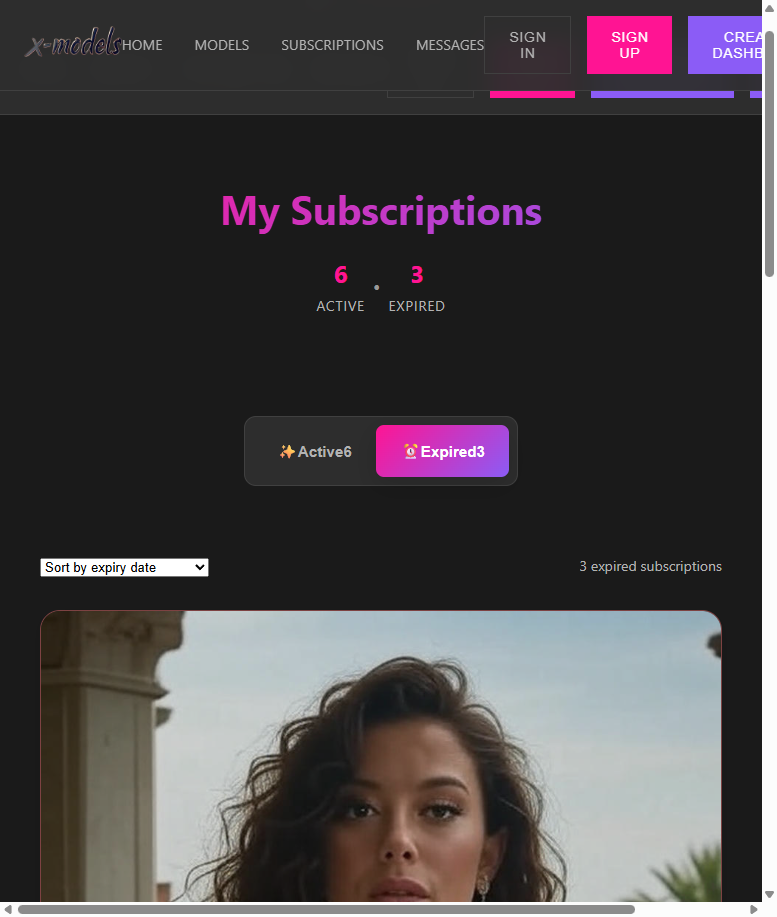 x-models HOME MODELS SUBSCRIPTIONS MESSAGES SIGN IN SIGN UP CREA DASHB
My Subscriptions
6 3
ACTIVE • EXPIRED
✨Active6 ⏰Expired3
Sort by expiry date 3 expired subscriptions